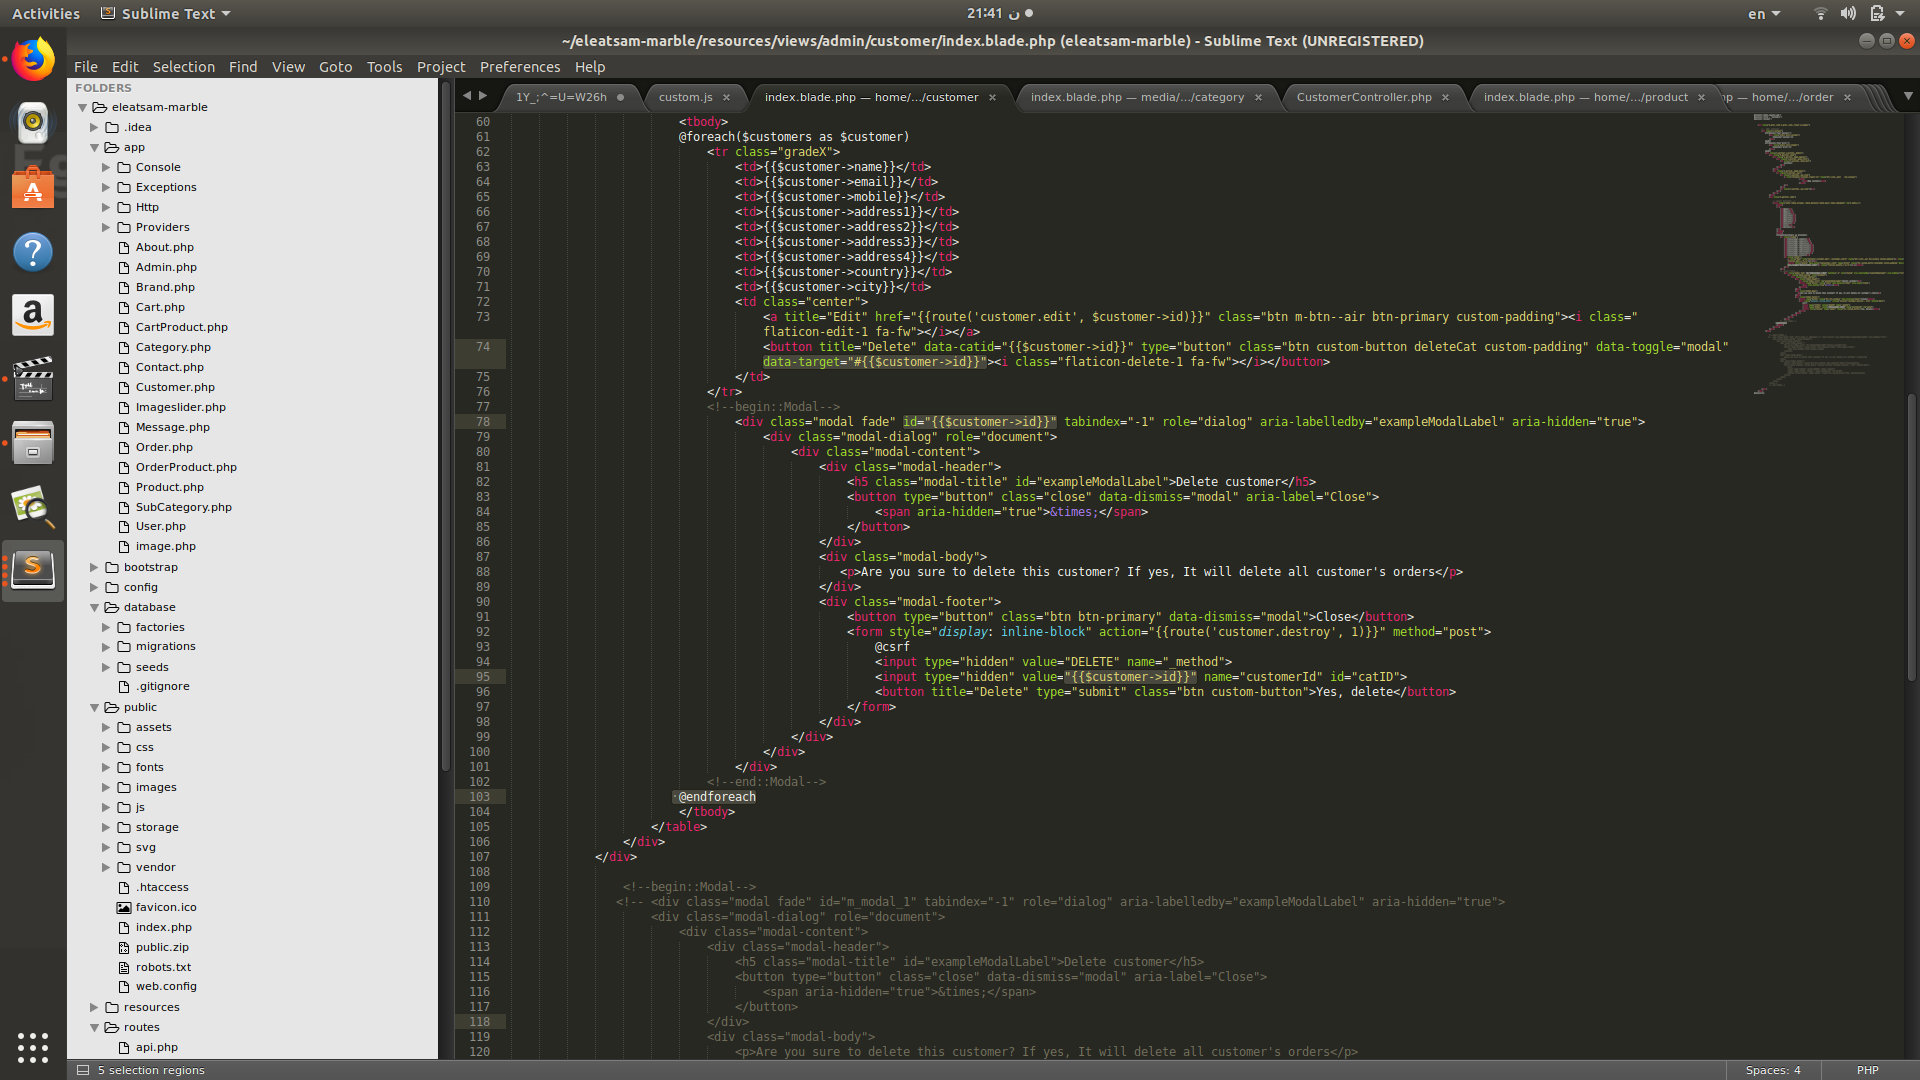 Activities
Sublime Text
21:41
en
~/eleatsam-marble/resources/views/admin/customer/index.blade.php (eleatsam-marble) - Sublime Text (UNREGISTERED)
File Edit Selection Find View Goto Tools Project Preferences Help
FOLDERS
eleatsam-marble
.idea
app
Console
Exceptions
Http
Providers
About.php
Admin.php
Brand.php
Cart.php
CartProduct.php
Category.php
Contact.php
Customer.php
Imageslider.php
Message.php
Order.php
OrderProduct.php
Product.php
SubCategory.php
User.php
image.php
bootstrap
config
database
factories
migrations
seeds
.gitignore
public
assets
css
fonts
images
js
storage
svg
vendor
.htaccess
favicon.ico
index.php
public.zip
robots.txt
web.config
resources
routes
api.php
1Y_;^=U=W26h
custom.js
index.blade.php — home/.../customer
index.blade.php — media/.../category
CustomerController.php
index.blade.php — home/.../product
p — home/.../order
60 <tbody>
61 @foreach($customers as $customer)
62 <tr class="gradeX">
63 <td>{{$customer->name}}</td>
64 <td>{{$customer->email}}</td>
65 <td>{{$customer->mobile}}</td>
66 <td>{{$customer->address1}}</td>
67 <td>{{$customer->address2}}</td>
68 <td>{{$customer->address3}}</td>
69 <td>{{$customer->address4}}</td>
70 <td>{{$customer->country}}</td>
71 <td>{{$customer->city}}</td>
72 <td class="center">
73 <a title="Edit" href="{{route('customer.edit', $customer->id)}}" class="btn m-btn--air btn-primary custom-padding"><i class="
flaticon-edit-1 fa-fw"></i></a>
74 <button title="Delete" data-catid="{{$customer->id}}" type="button" class="btn custom-button deleteCat custom-padding" data-toggle="modal"
data-target="#{{$customer->id}}"><i class="flaticon-delete-1 fa-fw"></i></button>
75 </td>
76 </tr>
77 <!--begin::Modal-->
78 <div class="modal fade" id="{{$customer->id}}" tabindex="-1" role="dialog" aria-labelledby="exampleModalLabel" aria-hidden="true">
79 <div class="modal-dialog" role="document">
80 <div class="modal-content">
81 <div class="modal-header">
82 <h5 class="modal-title" id="exampleModalLabel">Delete customer</h5>
83 <button type="button" class="close" data-dismiss="modal" aria-label="Close">
84 <span aria-hidden="true">&times;</span>
85 </button>
86 </div>
87 <div class="modal-body">
88 <p>Are you sure to delete this customer? If yes, It will delete all customer's orders</p>
89 </div>
90 <div class="modal-footer">
91 <button type="button" class="btn btn-primary" data-dismiss="modal">Close</button>
92 <form style="display: inline-block" action="{{route('customer.destroy', 1)}}" method="post">
93 @csrf
94 <input type="hidden" value="DELETE" name="_method">
95 <input type="hidden" value="{{$customer->id}}" name="customerId" id="catID">
96 <button title="Delete" type="submit" class="btn custom-button">Yes, delete</button>
97 </form>
98 </div>
99 </div>
100 </div>
101 </div>
102 <!--end::Modal-->
103 @endforeach
104 </tbody>
105 </table>
106 </div>
107 </div>
108
109 <!--begin::Modal-->
110 <!-- <div class="modal fade" id="m_modal_1" tabindex="-1" role="dialog" aria-labelledby="exampleModalLabel" aria-hidden="true">
111 <div class="modal-dialog" role="document">
112 <div class="modal-content">
113 <div class="modal-header">
114 <h5 class="modal-title" id="exampleModalLabel">Delete customer</h5>
115 <button type="button" class="close" data-dismiss="modal" aria-label="Close">
116 <span aria-hidden="true">&times;</span>
117 </button>
118 </div>
119 <div class="modal-body">
120 <p>Are you sure to delete this customer? If yes, It will delete all customer's orders</p>
5 selection regions
Spaces: 4
PHP